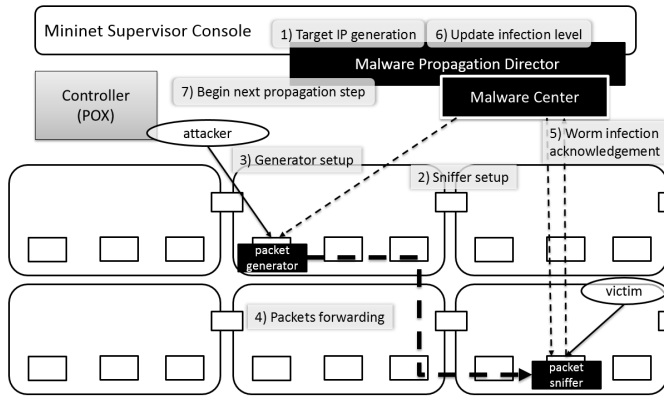 Mininet Supervisor Console
1) Target IP generation
6) Update infection level
Malware Propagation Director
Controller
(POX)
7) Begin next propagation step
Malware Center
attacker
5) Worm infection
acknowledgement
3) Generator setup
2) Sniffer setup
packet
generator
victim
4) Packets forwarding
packet
sniffer